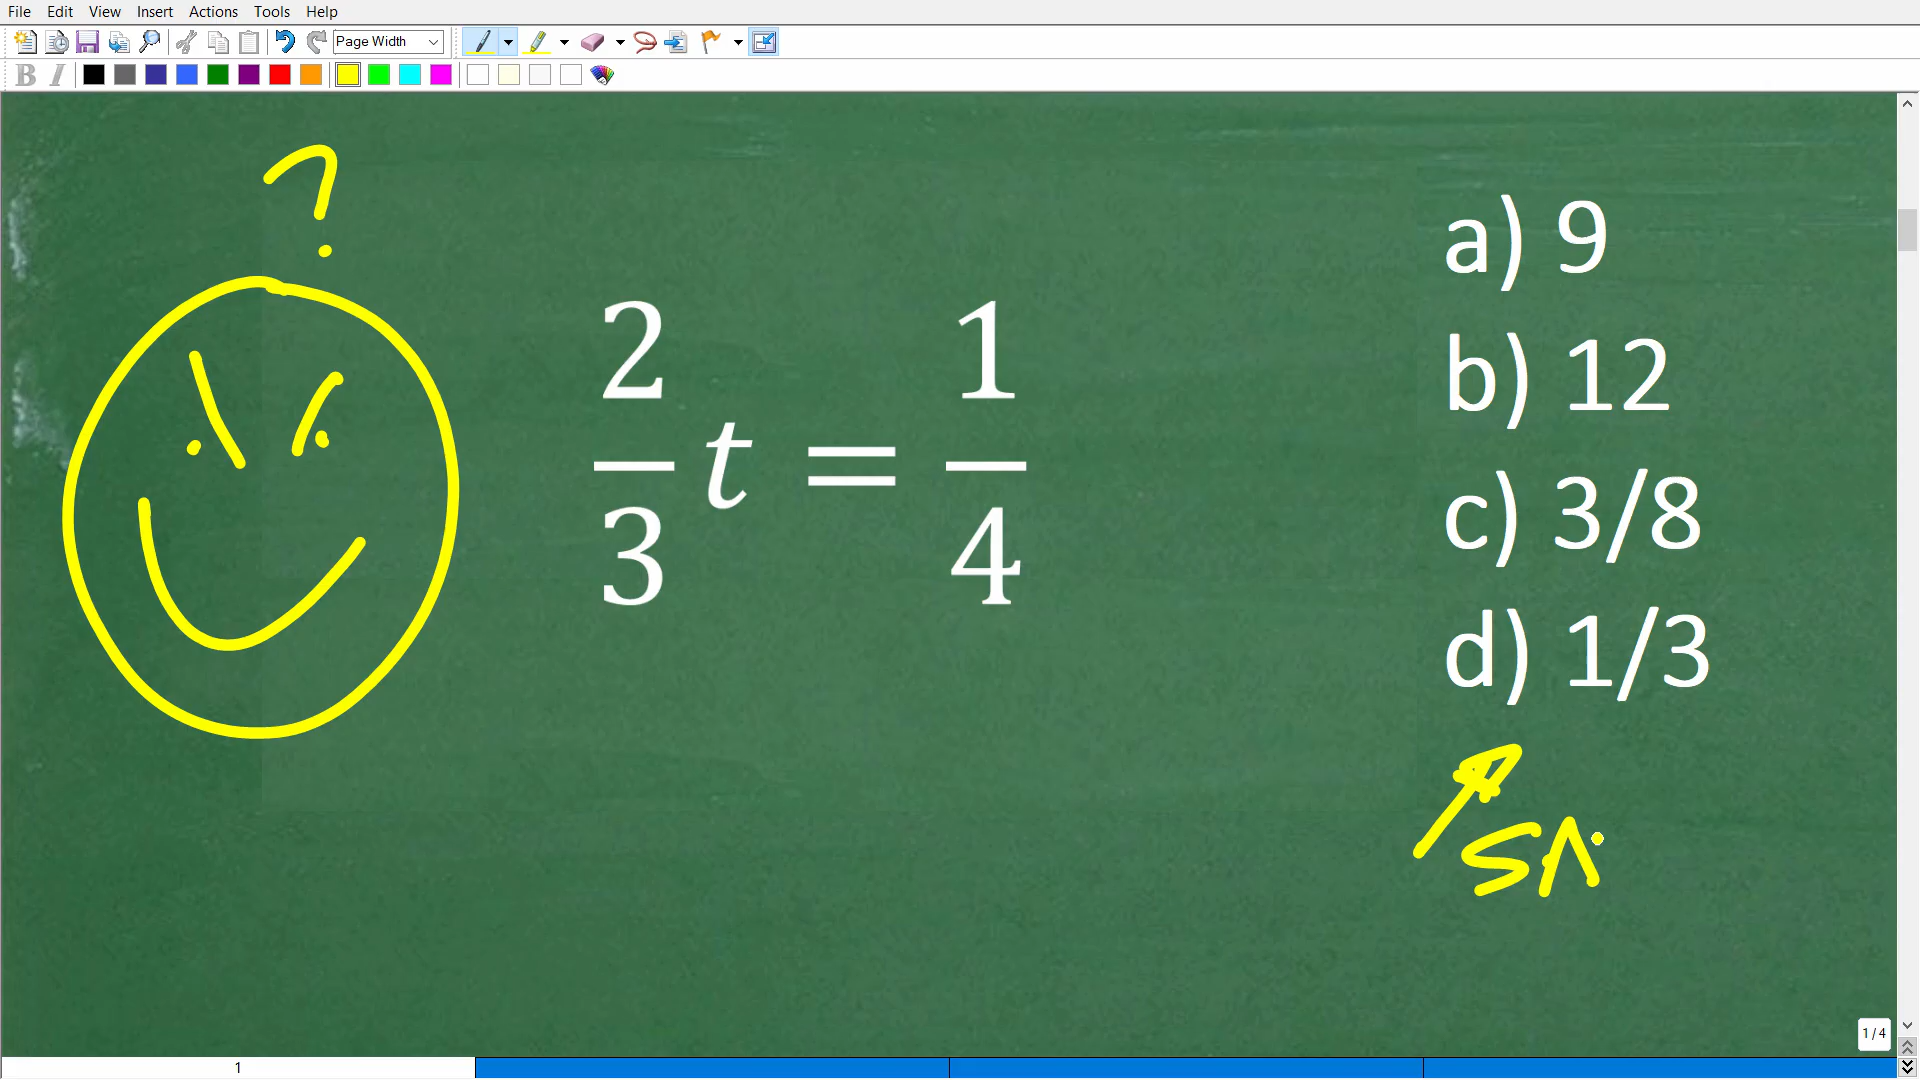 File Edit View Insert Actions Tools Help
Page Width
B I
?
2/3 t = 1/4
a) 9
b) 12
c) 3/8
d) 1/3
SA
1 / 4
1